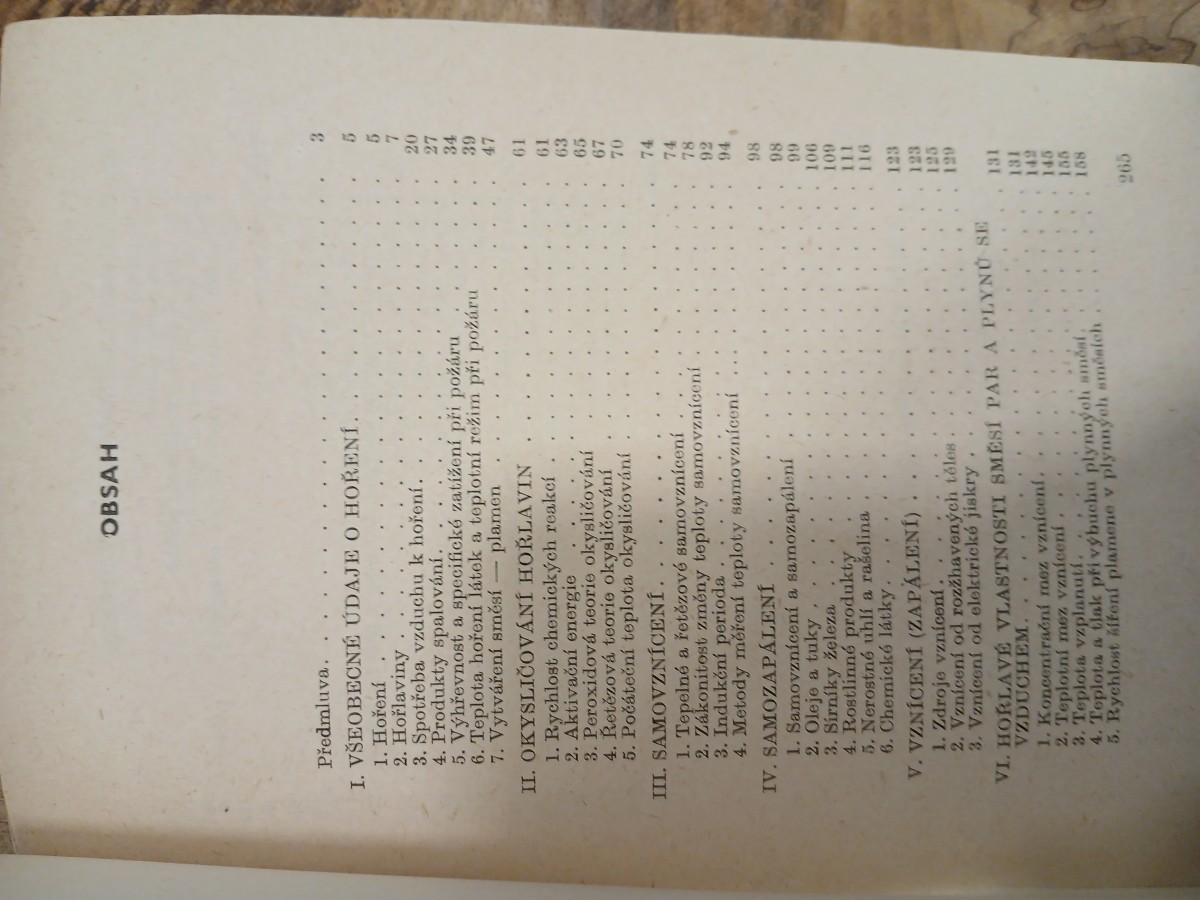 OBSAH
Předmluva. . . . . . . . . . . . . . . . . . . . 3
I. VŠEOBECNÉ ÚDAJE O HOŘENÍ. . . . . . . . . . . 5
1. Hoření . . . . . . . . . . . . . . . . . . 5
2. Hořlaviny . . . . . . . . . . . . . . . . . 7
3. Spotřeba vzduchu k hoření. . . . . . . . . . . 20
4. Produkty spalování. . . . . . . . . . . . . . 27
5. Výhřevnost a specifické zatížení při požáru . . . . . . 34
6. Teplota hoření látek a teplotní režim při požáru . . . . 39
7. Vytváření směsí — plamen . . . . . . . . . . . 47
II. OKYSLIČOVÁNÍ HOŘLAVIN . . . . . . . . . . . . 61
1. Rychlost chemických reakcí . . . . . . . . . . 61
2. Aktivační energie . . . . . . . . . . . . . . 63
3. Peroxidová teorie okysličování . . . . . . . . . 65
4. Řetězová teorie okysličování . . . . . . . . . . 67
5. Počáteční teplota okysličování . . . . . . . . . 70
III. SAMOVZNÍCENÍ. . . . . . . . . . . . . . . . 74
1. Tepelné a řetězové samovznícení . . . . . . . . . 74
2. Zákonitost změny teploty samovznícení . . . . . . . 78
3. Indukční perioda . . . . . . . . . . . . . . 92
4. Metody měření teploty samovznícení . . . . . . . . 94
IV. SAMOZAPÁLENÍ . . . . . . . . . . . . . . . . 98
1. Samovznícení a samozapálení . . . . . . . . . . 98
2. Oleje a tuky . . . . . . . . . . . . . . . . 99
3. Sirníky železa . . . . . . . . . . . . . . . 106
4. Rostlinné produkty . . . . . . . . . . . . . . 109
5. Nerostné uhlí a rašelina . . . . . . . . . . . . 111
6. Chemické látky. . . . . . . . . . . . . . . . 116
V. VZNÍCENÍ (ZAPÁLENÍ) . . . . . . . . . . . . . 123
1. Zdroje vznícení. . . . . . . . . . . . . . . 123
2. Vznícení od rozžhavených těles . . . . . . . . . 125
3. Vznícení od elektrické jiskry . . . . . . . . . . 129
VI. HOŘLAVÉ VLASTNOSTI SMĚSÍ PAR A PLYNŮ SE
VZDUCHEM. . . . . . . . . . . . . . . . . . . 131
1. Koncentrační mez vznícení. . . . . . . . . . . 131
2. Teplotní mez vznícení . . . . . . . . . . . . 142
3. Teplota vzplanutí. . . . . . . . . . . . . . . 145
4. Teplota a tlak při výbuchu plynných směsí . . . . . . 155
5. Rychlost šíření plamene v plynných směsích . . . . . 158
265